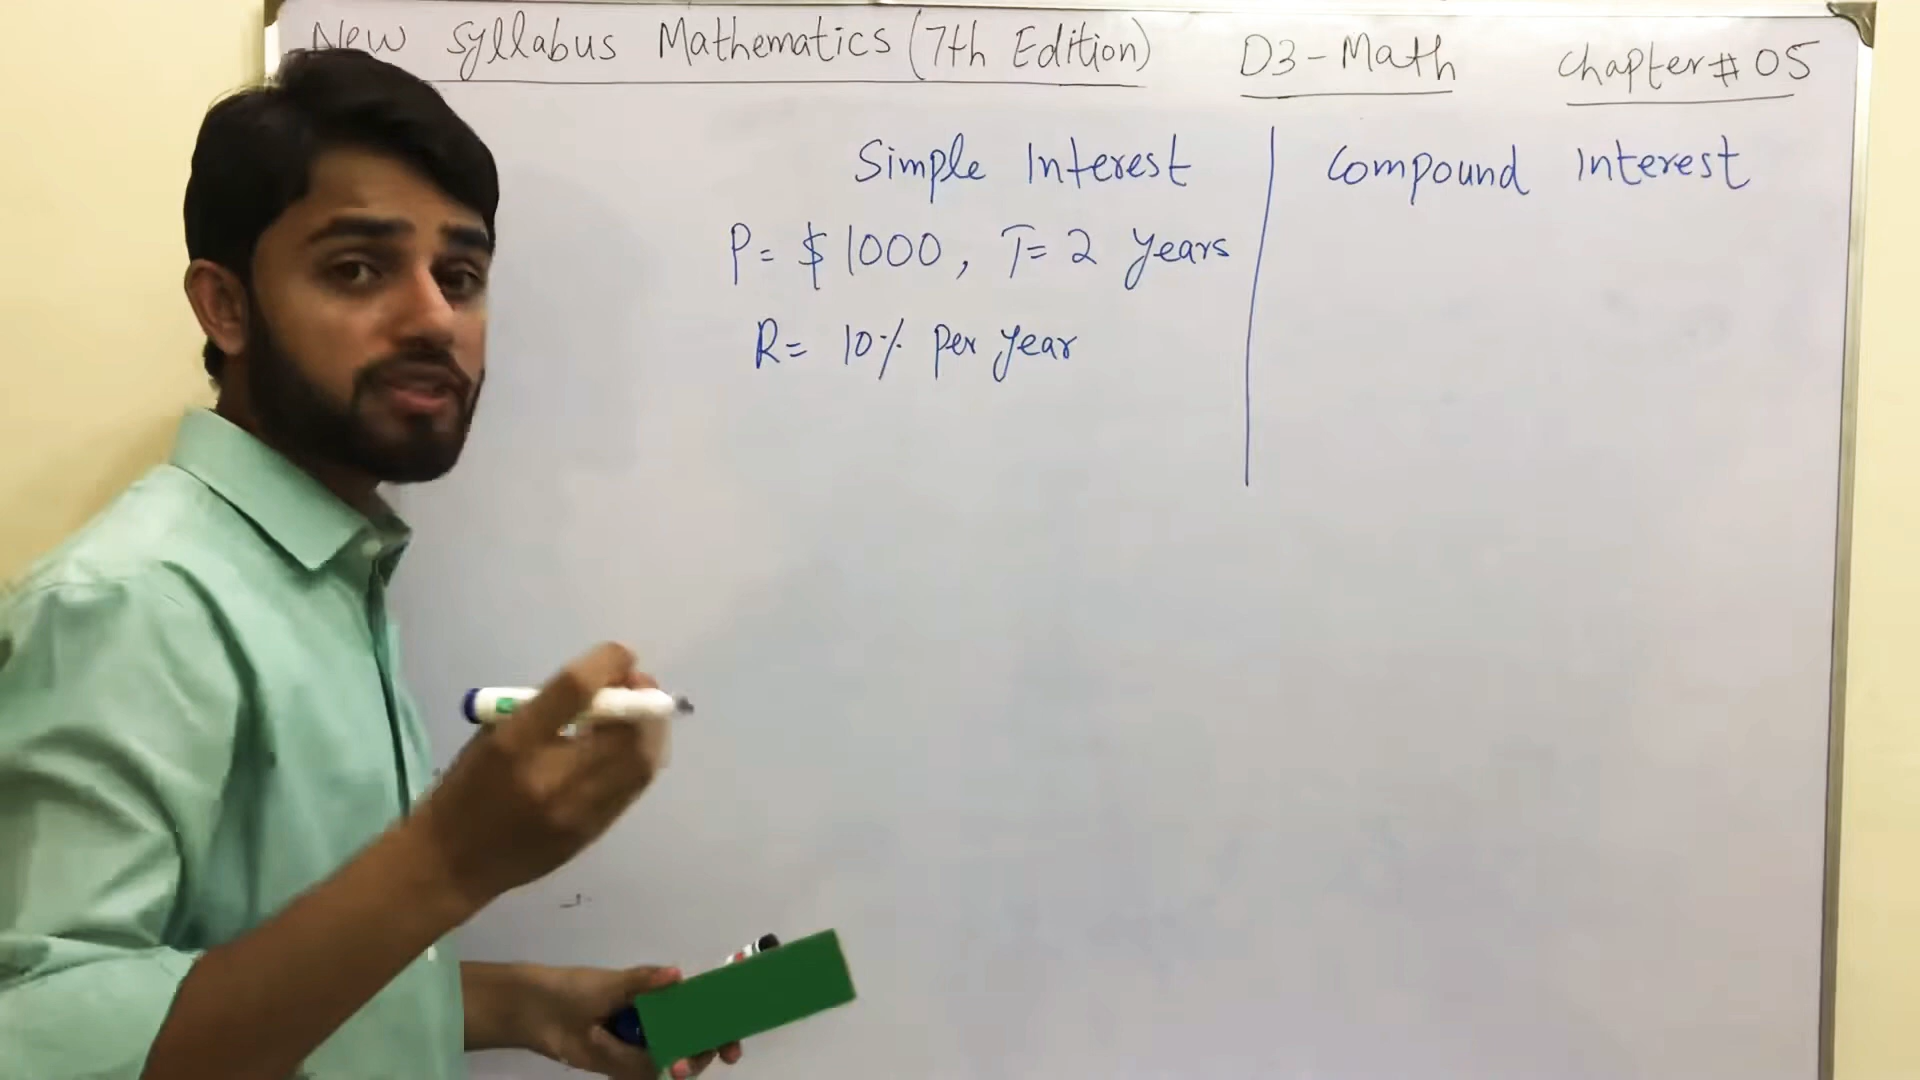 New Syllabus Mathematics (7th Edition) D3-Math Chapter # 05
Simple Interest
P= $1000, T= 2 years
R= 10% per year
Compound Interest